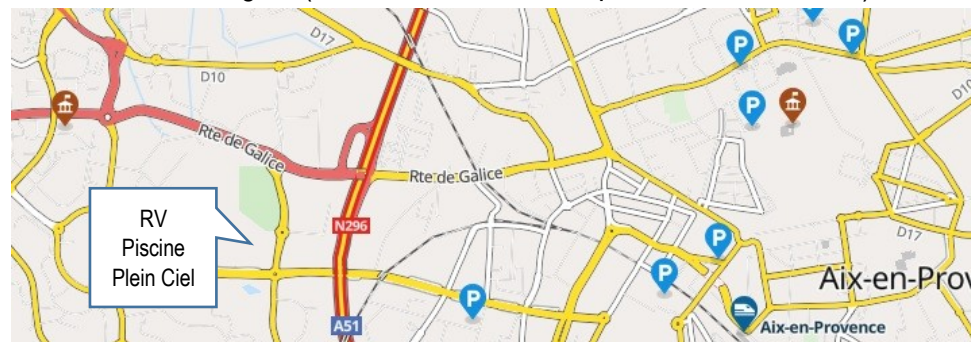 D17
D10
Rte de Galice
Rte de Galice
RV
Piscine
Plein Ciel
N296
A51
P
P
P
P
P
P
D10
D17
Aix-en-Prov
Aix-en-Provence